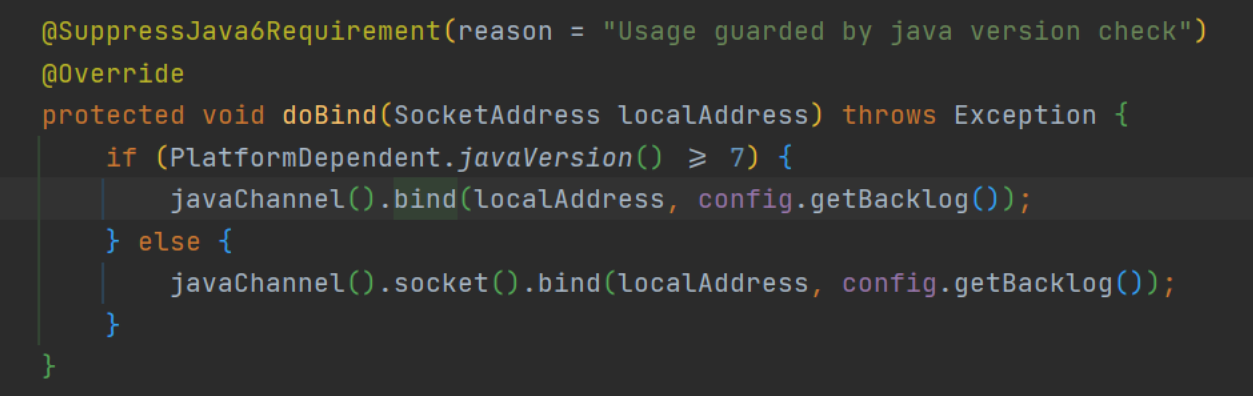 @SuppressJava6Requirement(reason = "Usage guarded by java version check")
@Override
protected void doBind(SocketAddress localAddress) throws Exception {
if (PlatformDependent.javaVersion() ⩾ 7) {
javaChannel().bind(localAddress, config.getBacklog());
} else {
javaChannel().socket().bind(localAddress, config.getBacklog());
}
}